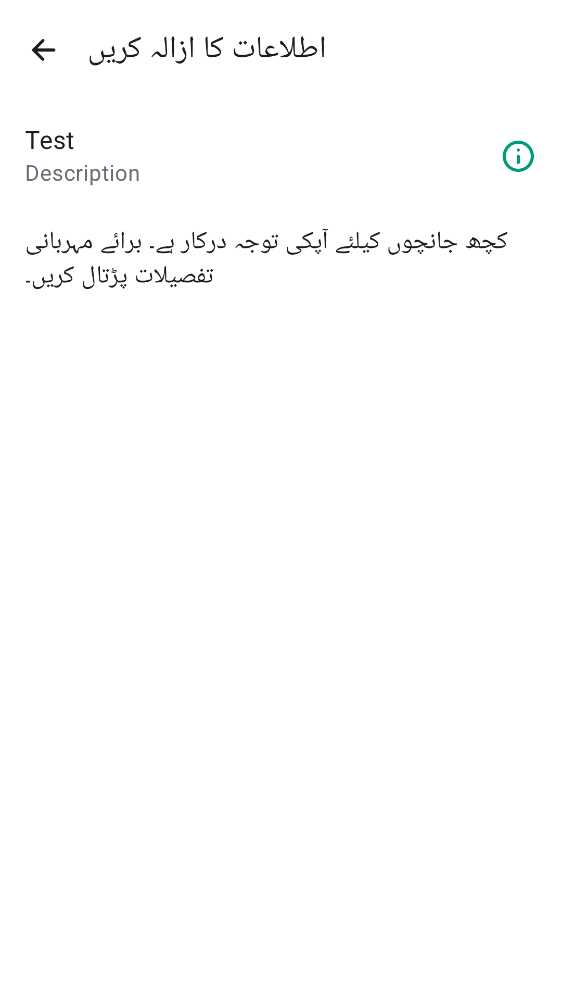 اطلاعات کا ازالہ کریں
Test
Description
کچھ جانچوں کیلئے آپکی توجہ درکار ہے۔ برائے مہربانی
تفصیلات پڑتال کریں۔